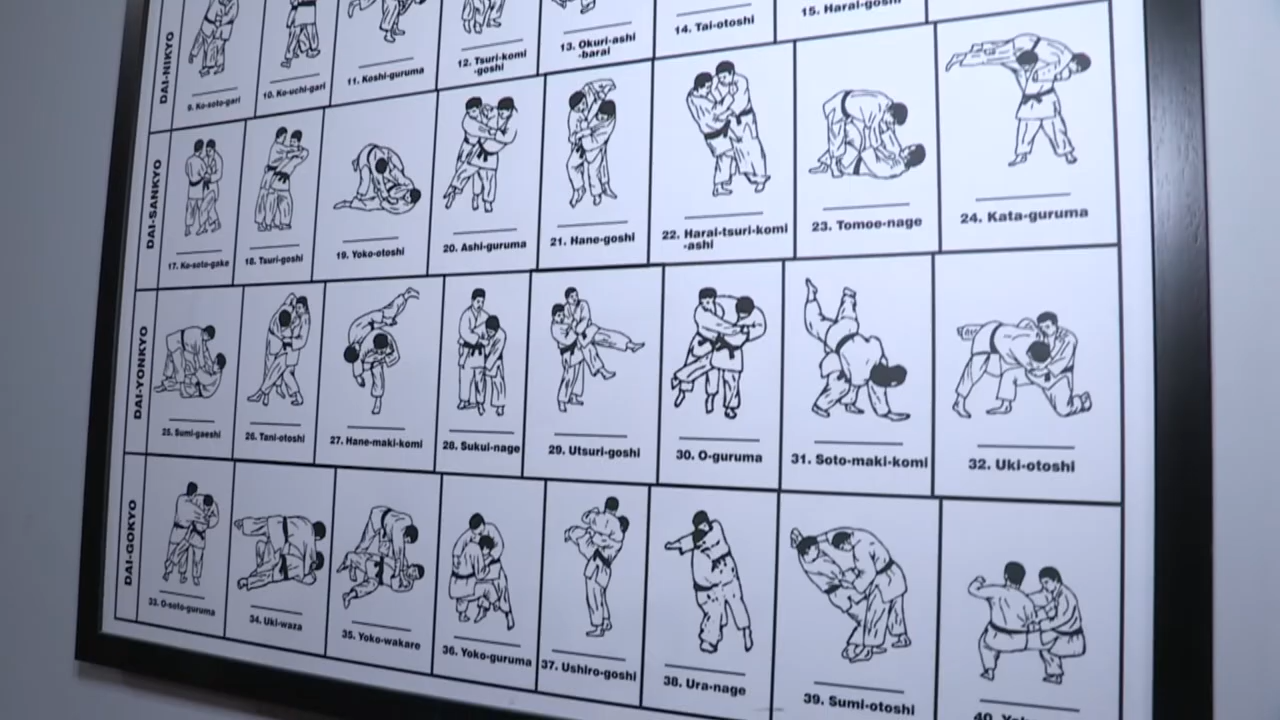 DAI-NIKYO
9. Ko-soto-gari
10. Ko-uchi-gari
11. Koshi-guruma
12. Tsuri-komi
-goshi
13. Okuri-ashi
-barai
14. Tai-otoshi
15. Harai-goshi
DAI-SANKYO
17. Ko-soto-gake
18. Tsuri-goshi
19. Yoko-otoshi
20. Ashi-guruma
21. Hane-goshi
22. Harai-tsuri-komi
-ashi
23. Tomoe-nage
24. Kata-guruma
DAI-YONKYO
25. Sumi-gaeshi
26. Tani-otoshi
27. Hane-maki-komi
28. Sukui-nage
29. Utsuri-goshi
30. O-guruma
31. Soto-maki-komi
32. Uki-otoshi
DAI-GOKYO
33. O-soto-guruma
34. Uki-waza
35. Yoko-wakare
36. Yoko-guruma
37. Ushiro-goshi
38. Ura-nage
39. Sumi-otoshi
40.